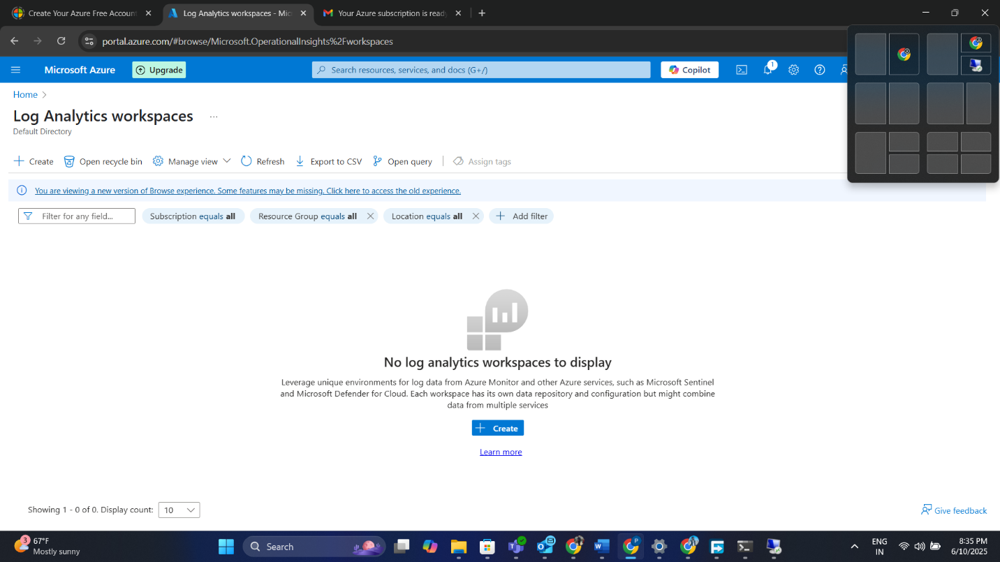 Create Your Azure Free Account
Log Analytics workspaces - Mic
Your Azure subscription is ready
portal.azure.com/#browse/Microsoft.OperationalInsights%2Fworkspaces
Microsoft Azure
Upgrade
Search resources, services, and docs (G+/)
Copilot
1
Home
Log Analytics workspaces
...
Default Directory
Create
Open recycle bin
Manage view
Refresh
Export to CSV
Open query
Assign tags
You are viewing a new version of Browse experience. Some features may be missing. Click here to access the old experience.
Filter for any field...
Subscription equals all
Resource Group equals all
Location equals all
Add filter
No log analytics workspaces to display
Leverage unique environments for log data from Azure Monitor and other Azure services, such as Microsoft Sentinel
and Microsoft Defender for Cloud. Each workspace has its own data repository and configuration but might combine
data from multiple services
Create
Learn more
Showing 1 - 0 of 0. Display count:
10
Give feedback
3
67°F
Mostly sunny
Search
ENG
IN
8:35 PM
6/10/2025